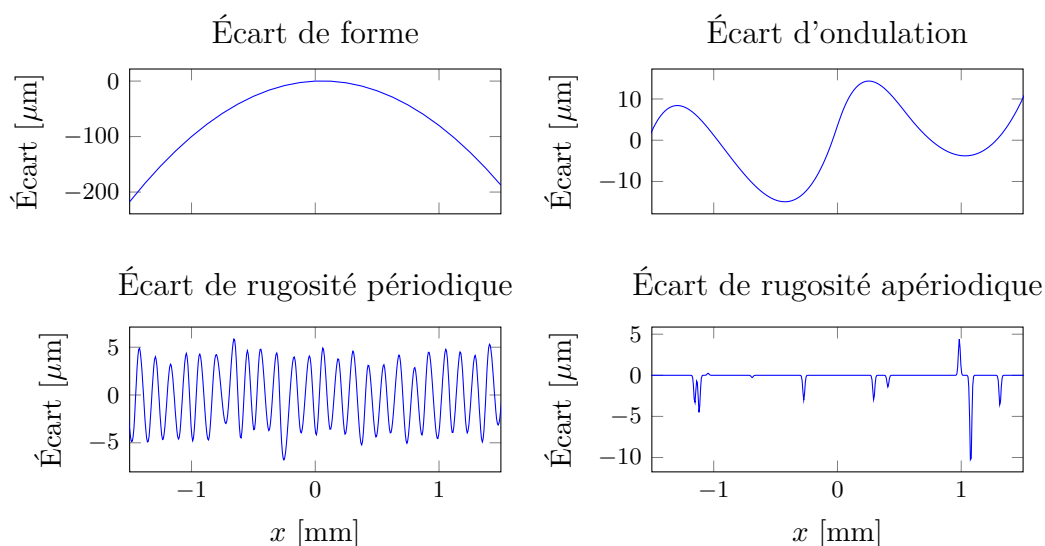 Écart de forme
Écart [μm]
0
−100
−200
Écart d'ondulation
Écart [μm]
10
0
−10
Écart de rugosité périodique
Écart [μm]
5
0
−5
−1 0 1
x [mm]
Écart de rugosité apériodique
Écart [μm]
5
0
−5
−10
−1 0 1
x [mm]